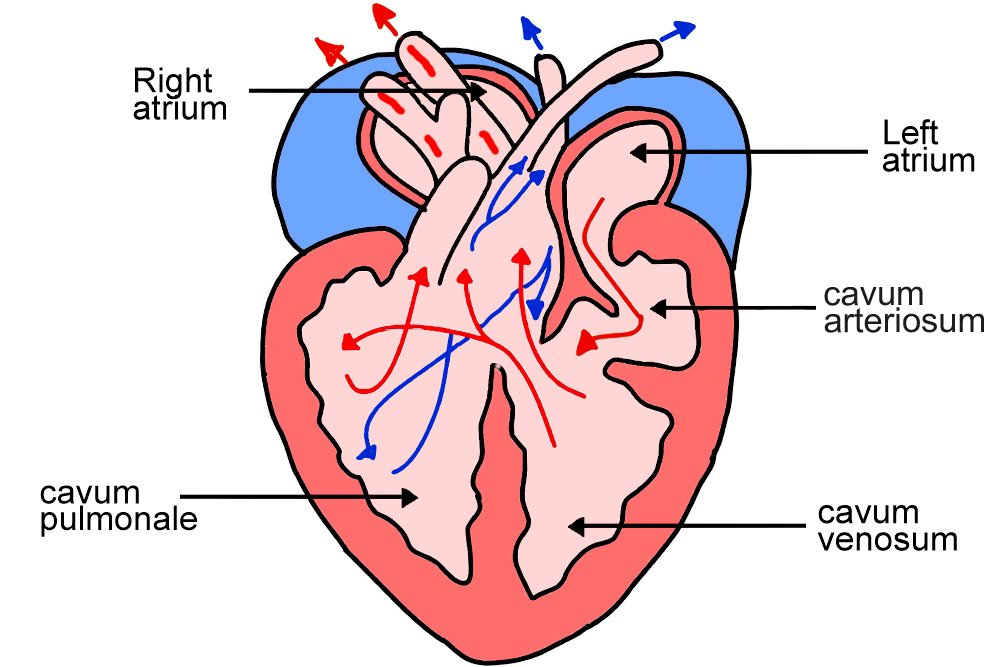 Right
atrium
Left
atrium
cavum
arteriosum
cavum
pulmonale
cavum
venosum